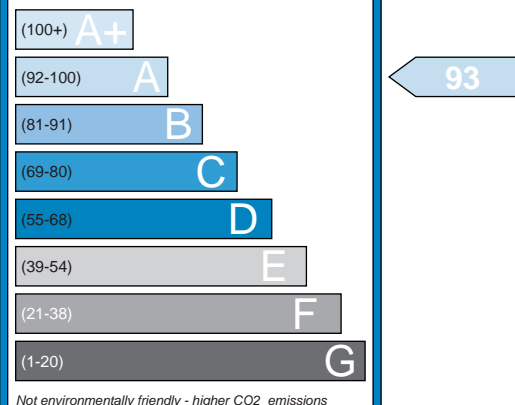 (100+) A+
(92-100) A 93
(81-91) B
(69-80) C
(55-68) D
(39-54) E
(21-38) F
(1-20) G
Not environmentally friendly - higher CO2 emissions